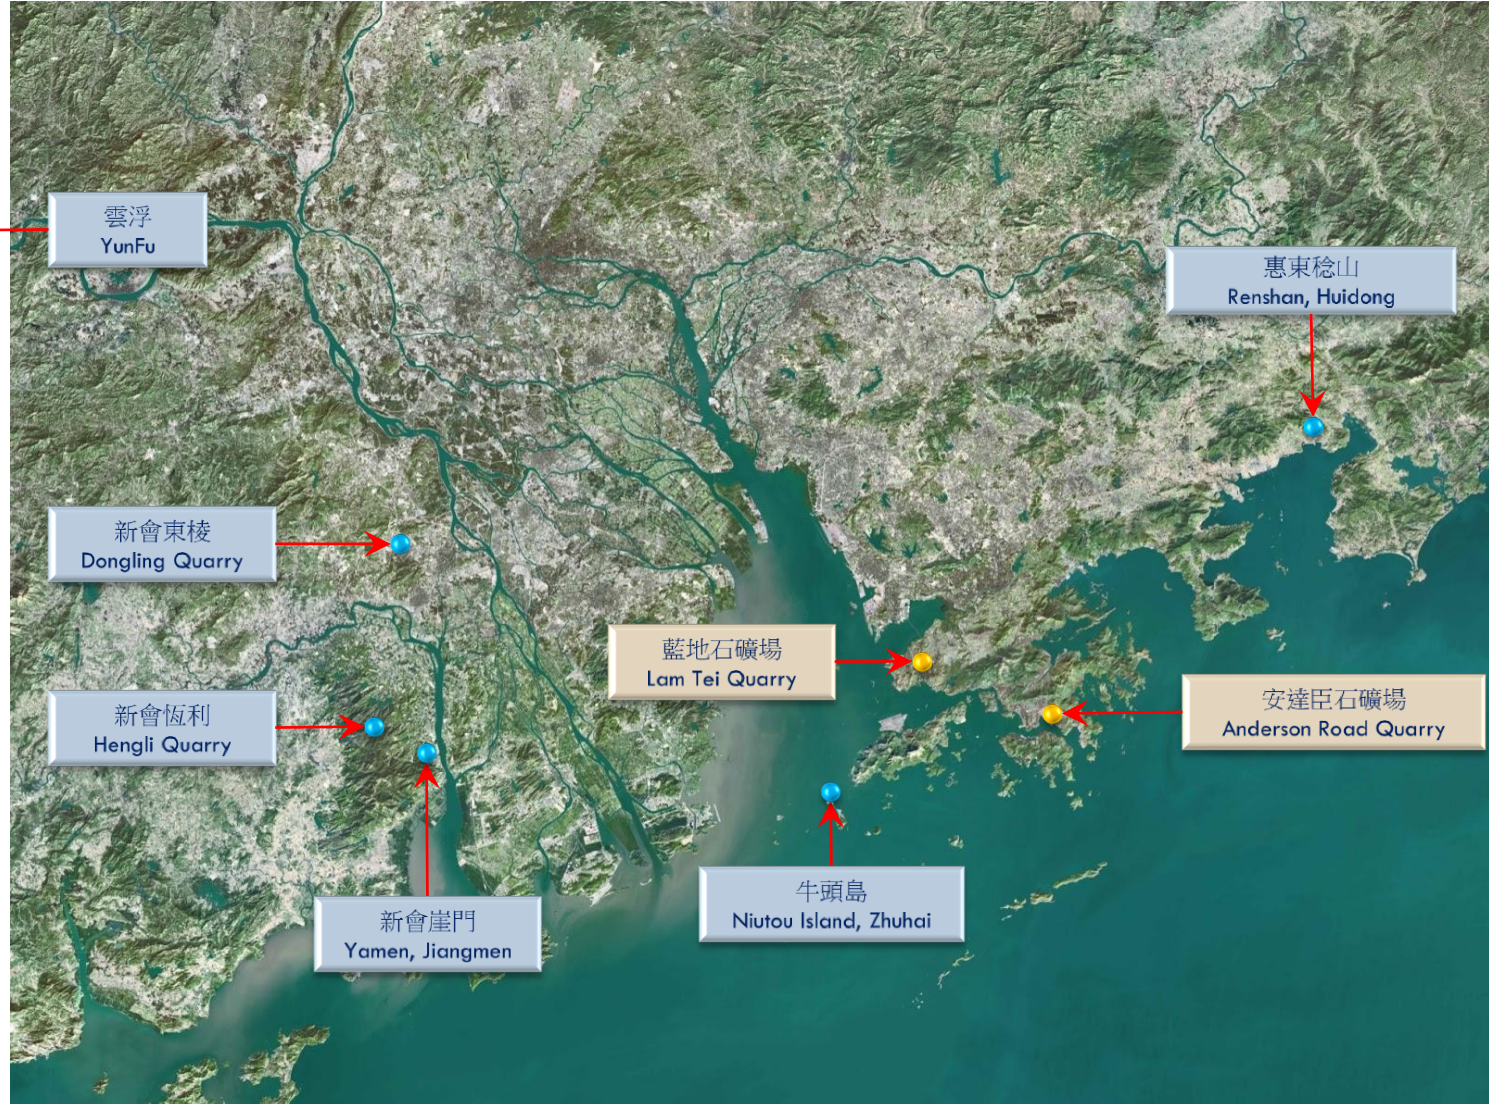 雲浮
YunFu
惠東稔山
Renshan, Huidong
新會東棱
Dongling Quarry
藍地石礦場
Lam Tei Quarry
安達臣石礦場
Anderson Road Quarry
新會恆利
Hengli Quarry
牛頭島
Niutou Island, Zhuhai
新會崖門
Yamen, Jiangmen